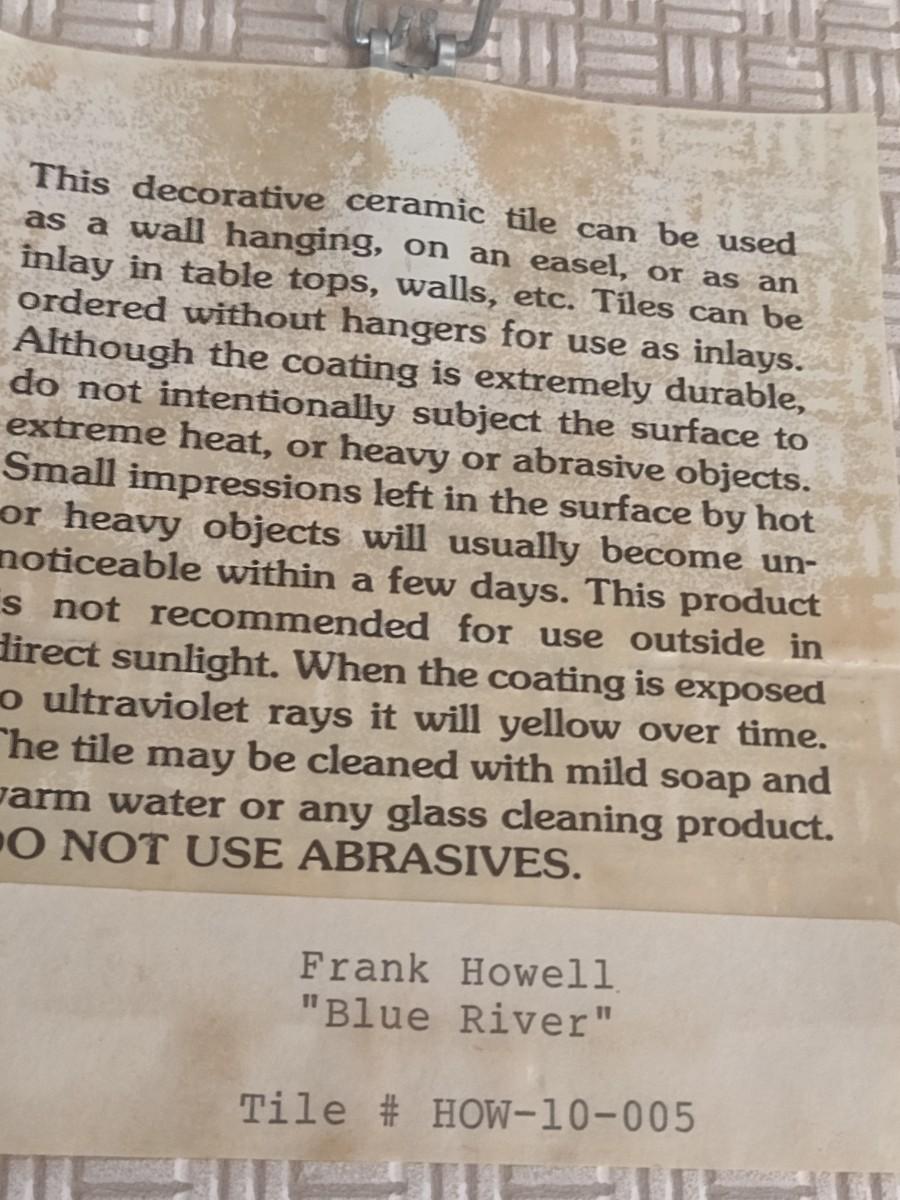 This decorative ceramic tile can be used
as a wall hanging, on an easel, or as an
inlay in table tops, walls, etc. Tiles can be
ordered without hangers for use as inlays.
Although the coating is extremely durable,
do not intentionally subject the surface to
extreme heat, or heavy or abrasive objects.
Small impressions left in the surface by hot
or heavy objects will usually become un-
noticeable within a few days. This product
is not recommended for use outside in
direct sunlight. When the coating is exposed
to ultraviolet rays it will yellow over time.
The tile may be cleaned with mild soap and
warm water or any glass cleaning product.
DO NOT USE ABRASIVES.
Frank Howell
"Blue River"
Tile # HOW-10-005